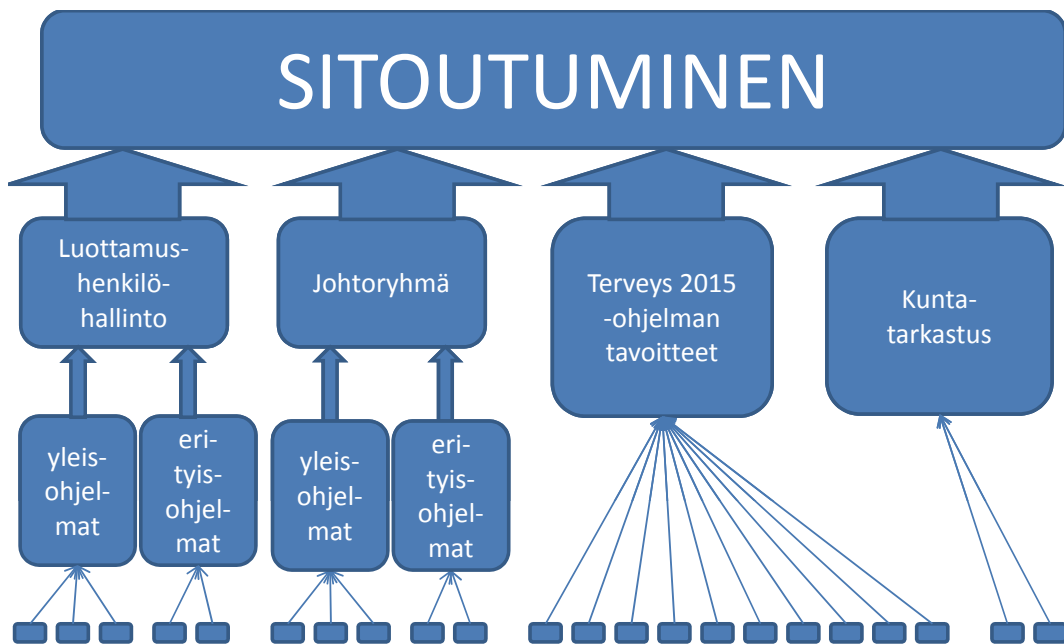 SITOUTUMINEN
Luottamus-
henkilö-
hallinto
Johtoryhmä
Terveys 2015
-ohjelman
tavoitteet
Kunta-
tarkastus
yleis-
ohjel-
mat
eri-
tyis-
ohjel-
mat
yleis-
ohjel-
mat
eri-
tyis-
ohjel-
mat